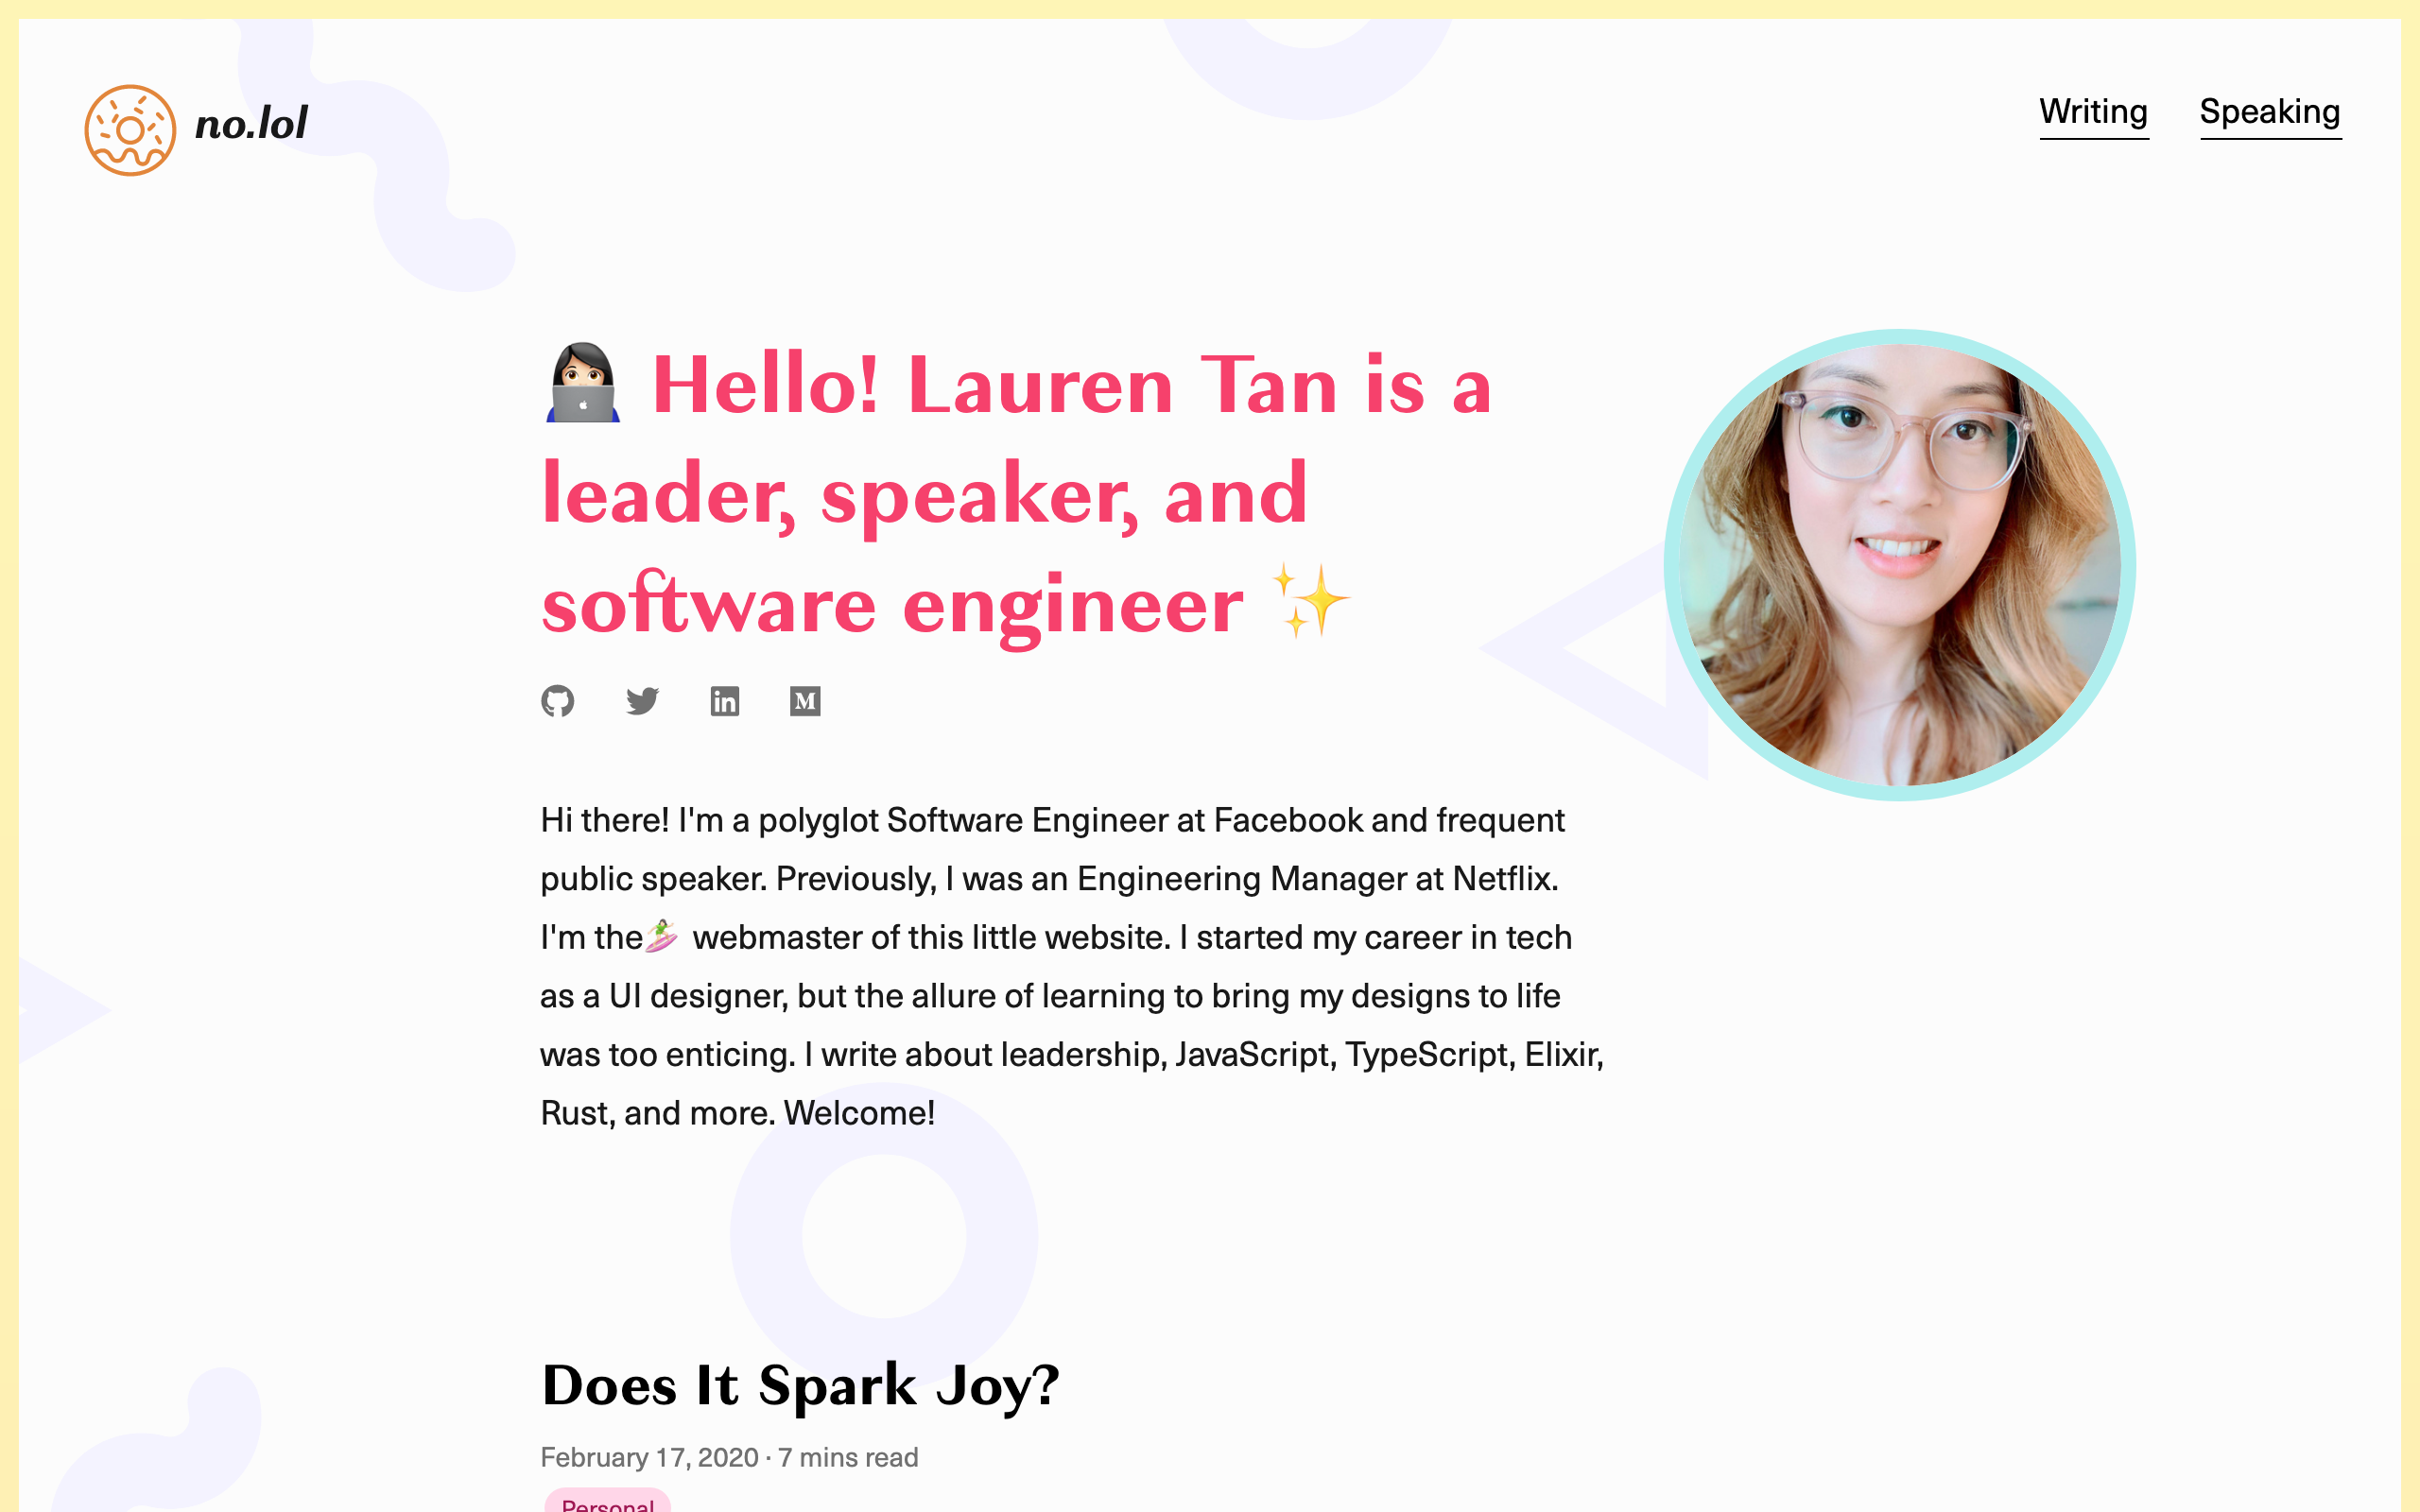 no.lol
Writing
Speaking
👩🏻‍💻 Hello! Lauren Tan is a
leader, speaker, and
software engineer ✨
Hi there! I'm a polyglot Software Engineer at Facebook and frequent
public speaker. Previously, I was an Engineering Manager at Netflix.
I'm the🏄🏻‍♀️ webmaster of this little website. I started my career in tech
as a UI designer, but the allure of learning to bring my designs to life
was too enticing. I write about leadership, JavaScript, TypeScript, Elixir,
Rust, and more. Welcome!
Does It Spark Joy?
February 17, 2020 · 7 mins read
Personal